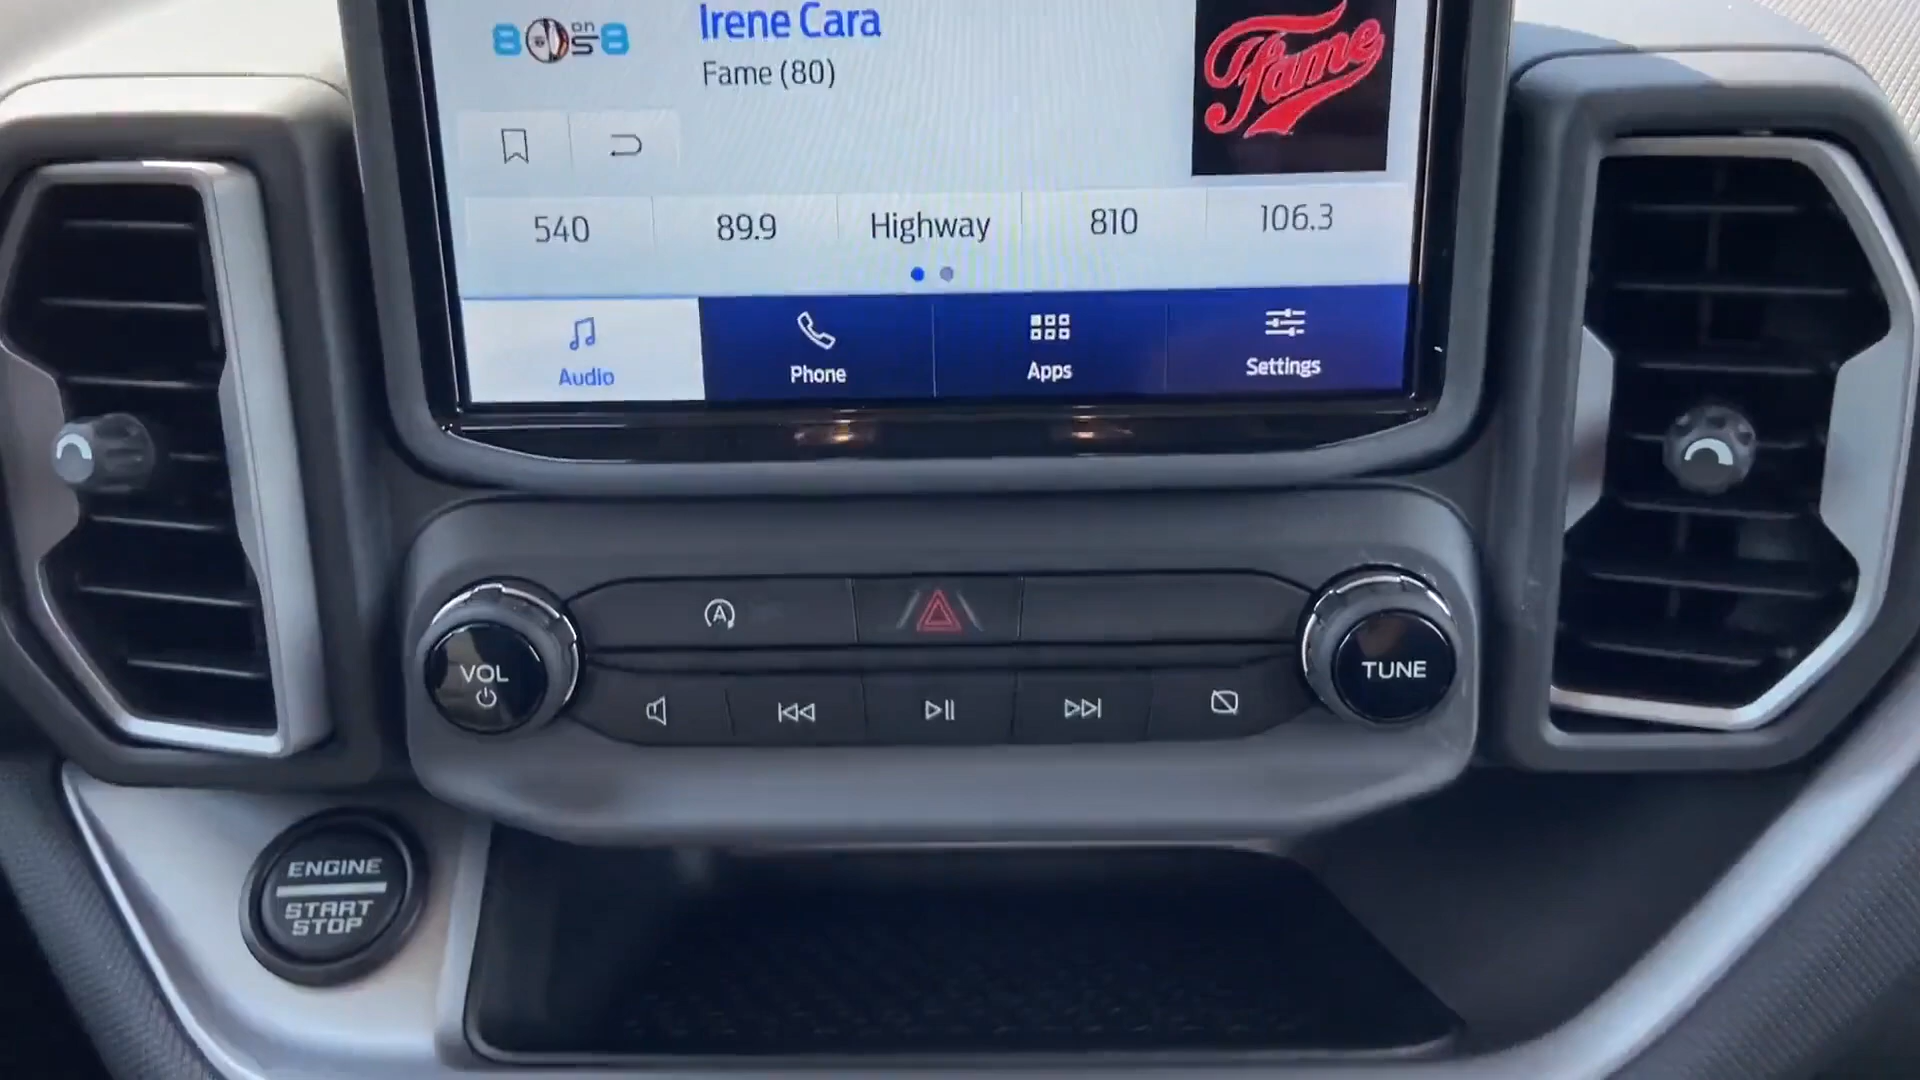 80s on 8
Irene Cara
Fame (80)
Fame
540
89.9
Highway
810
106.3
Audio
Phone
Apps
Settings
A
VOL
TUNE
ENGINE
START
STOP